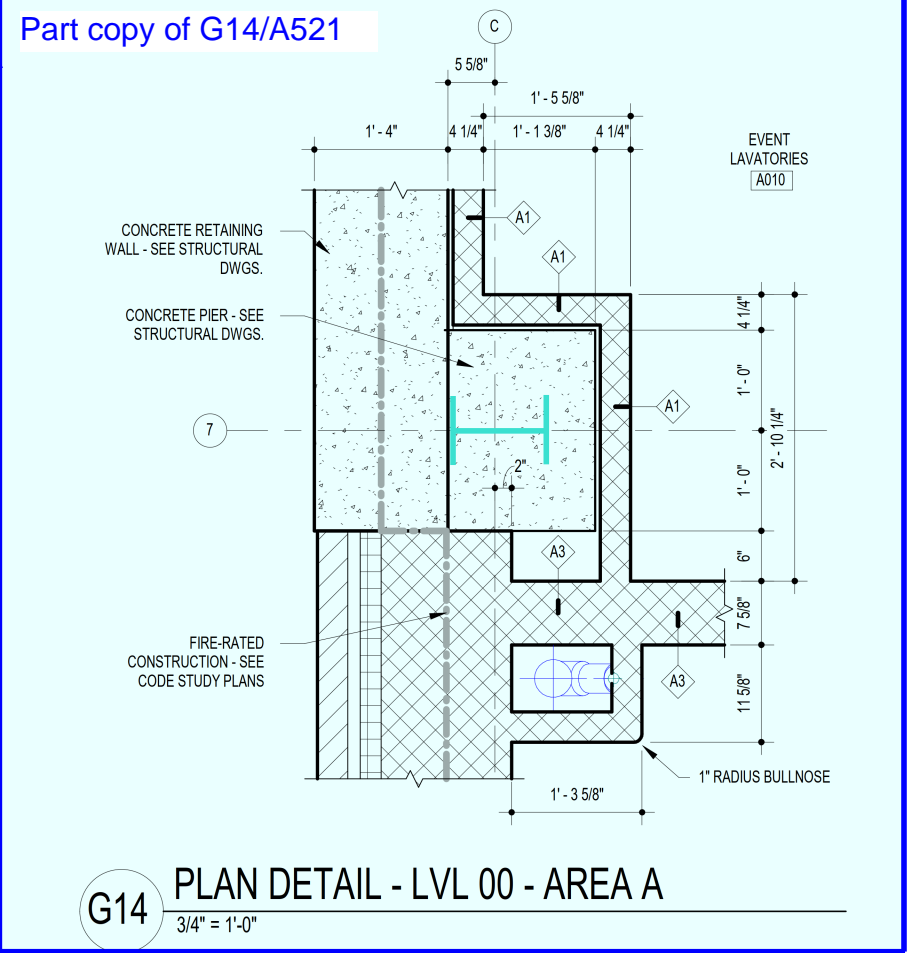 Part copy of G14/A521
C
5 5/8"
1' - 5 5/8"
1' - 4"
4 1/4"
1' - 1 3/8"
4 1/4"
EVENT
LAVATORIES
A010
A1
CONCRETE RETAINING
WALL - SEE STRUCTURAL
DWGS.
A1
4 1/4"
CONCRETE PIER - SEE
STRUCTURAL DWGS.
1' - 0"
A1
7
2' - 10 1/4"
2"
1' - 0"
A3
6"
7 5/8"
FIRE-RATED
CONSTRUCTION - SEE
CODE STUDY PLANS
A3
11 5/8"
1" RADIUS BULLNOSE
1' - 3 5/8"
G14
PLAN DETAIL - LVL 00 - AREA A
3/4" = 1'-0"